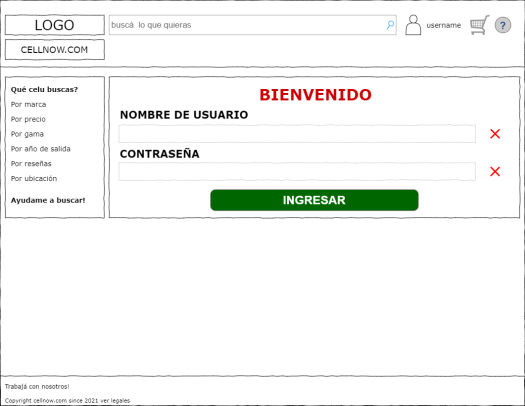 LOGO
buscá lo que quieras
username
?
CELLNOW.COM
Qué celu buscas?
Por marca
Por precio
Por gama
Por año de salida
Por reseñas
Por ubicación
Ayudame a buscar!
BIENVENIDO
NOMBRE DE USUARIO
CONTRASEÑA
INGRESAR
Trabajá con nosotros!
Copyright cellnow.com since 2021 ver legales